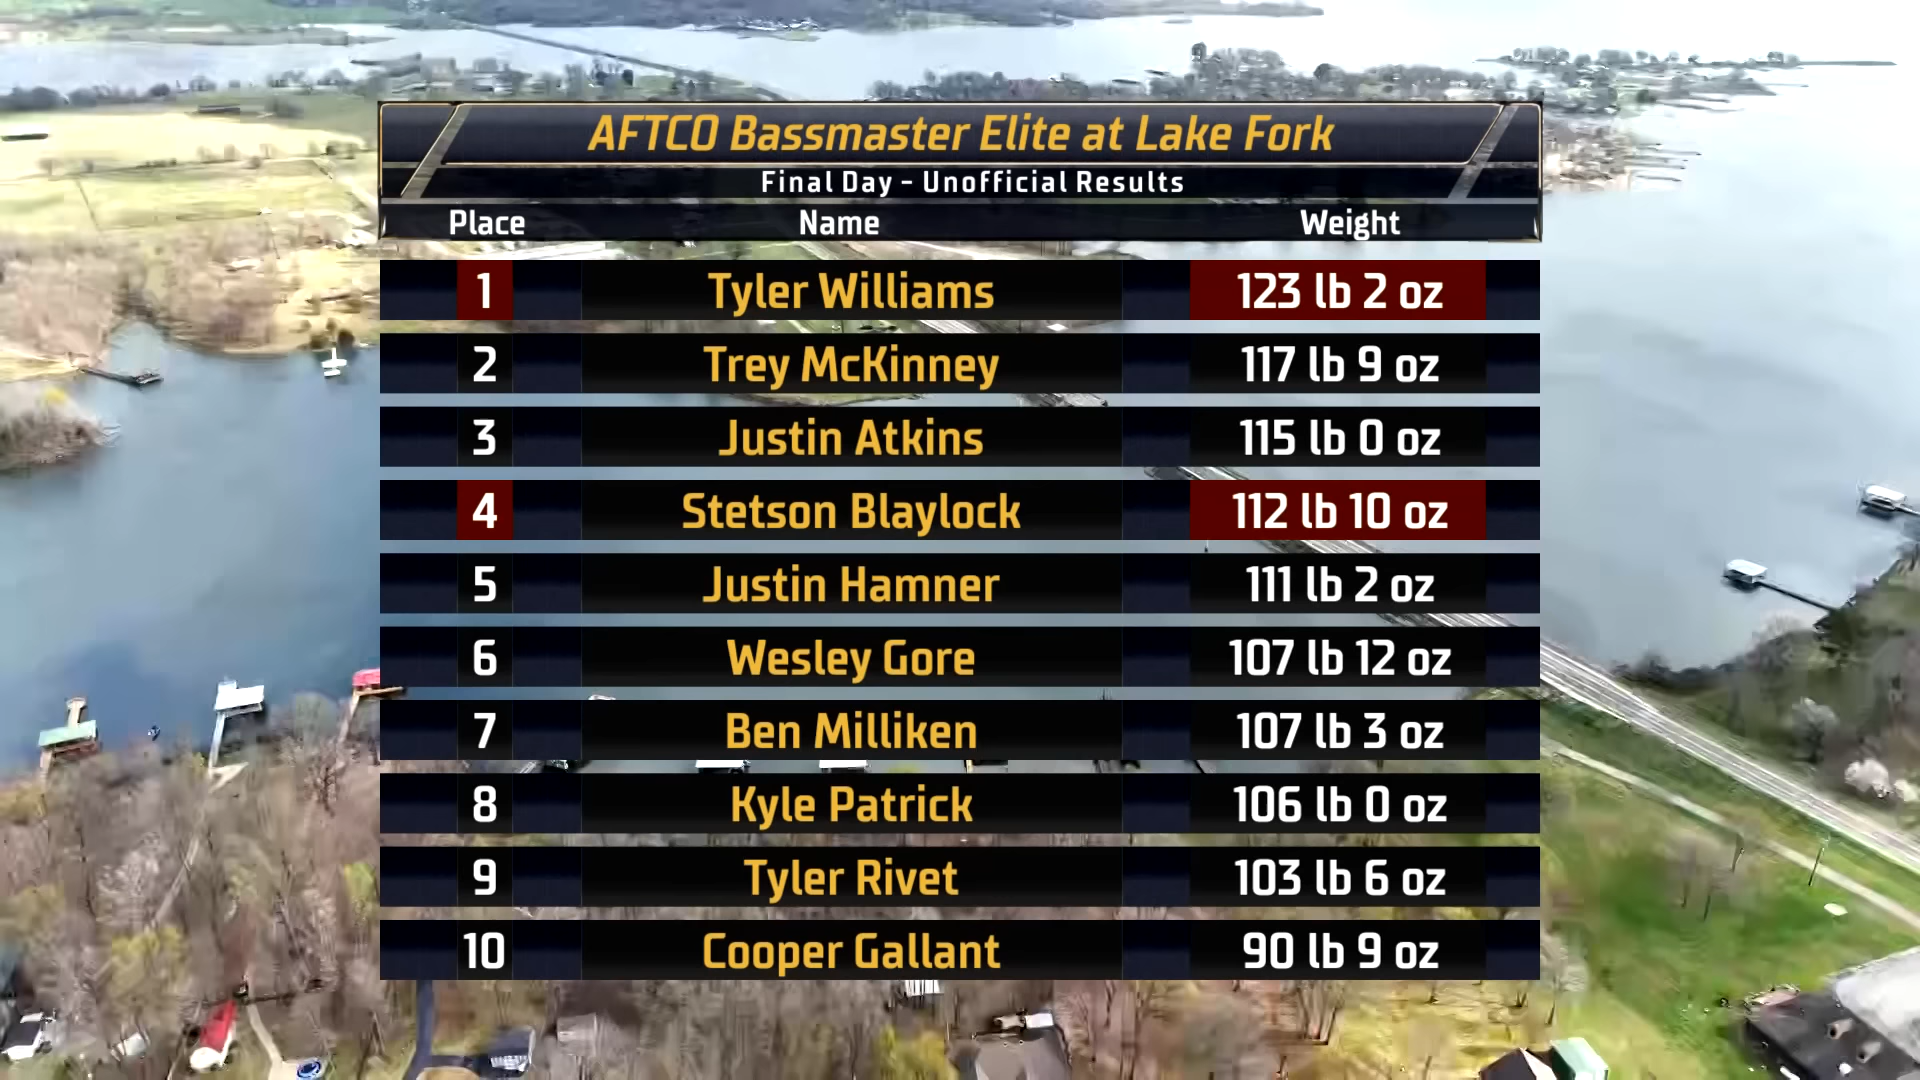 AFTCO Bassmaster Elite at Lake Fork
Final Day - Unofficial Results
Place Name Weight
1 Tyler Williams 123 lb 2 oz
2 Trey McKinney 117 lb 9 oz
3 Justin Atkins 115 lb 0 oz
4 Stetson Blaylock 112 lb 10 oz
5 Justin Hamner 111 lb 2 oz
6 Wesley Gore 107 lb 12 oz
7 Ben Milliken 107 lb 3 oz
8 Kyle Patrick 106 lb 0 oz
9 Tyler Rivet 103 lb 6 oz
10 Cooper Gallant 90 lb 9 oz